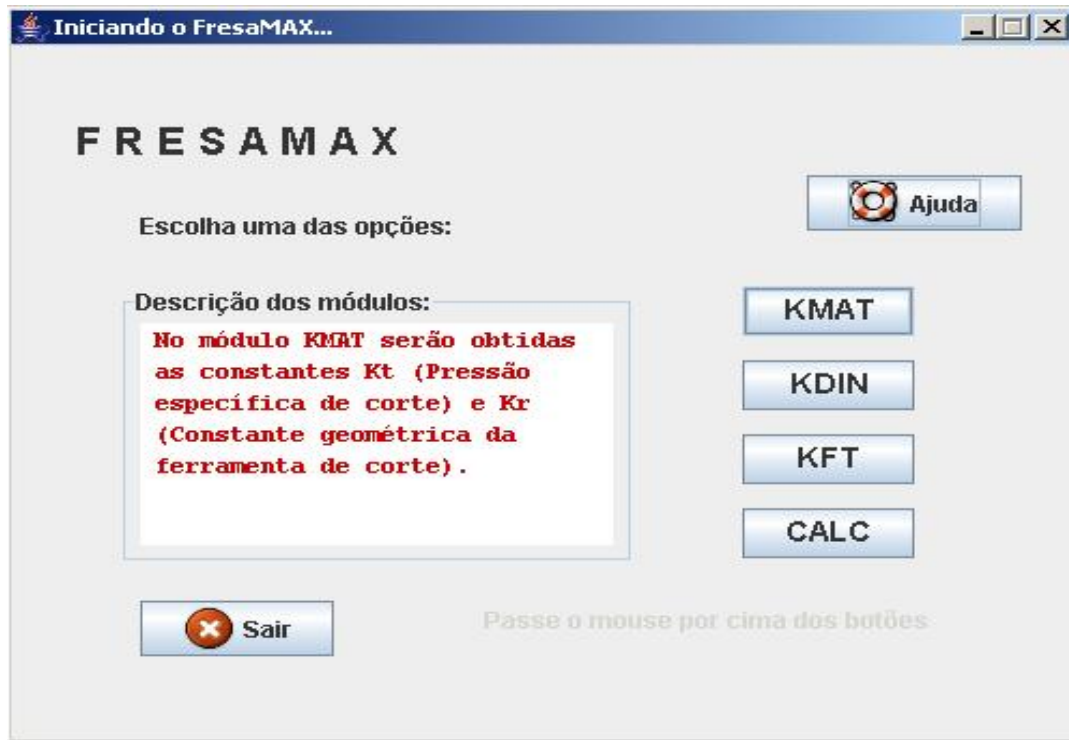 Iniciando o FresaMAX...
F R E S A M A X
Ajuda
Escolha uma das opções:
Descrição dos módulos:
No módulo KMAT serão obtidas
as constantes Kt (Pressão
específica de corte) e Kr
(Constante geométrica da
ferramenta de corte).
KMAT
KDIN
KFT
CALC
Sair
Passe o mouse por cima dos botões